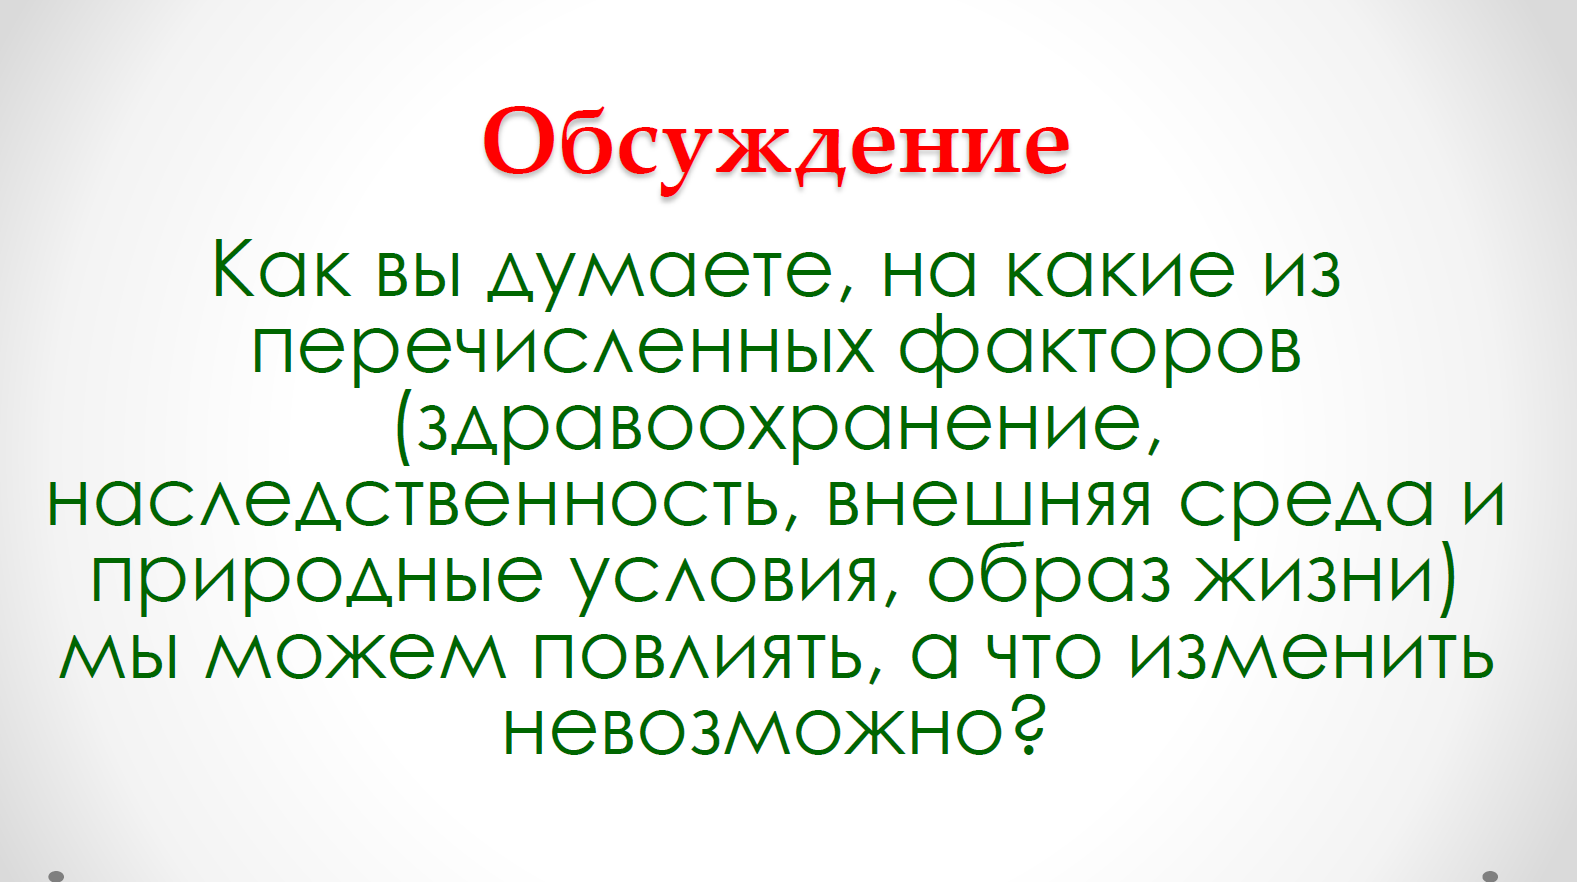 Обсуждение
Как вы думаете, на какие из
перечисленных факторов
(здравоохранение,
наследственность, внешняя среда и
природные условия, образ жизни)
мы можем повлиять, а что изменить
невозможно?